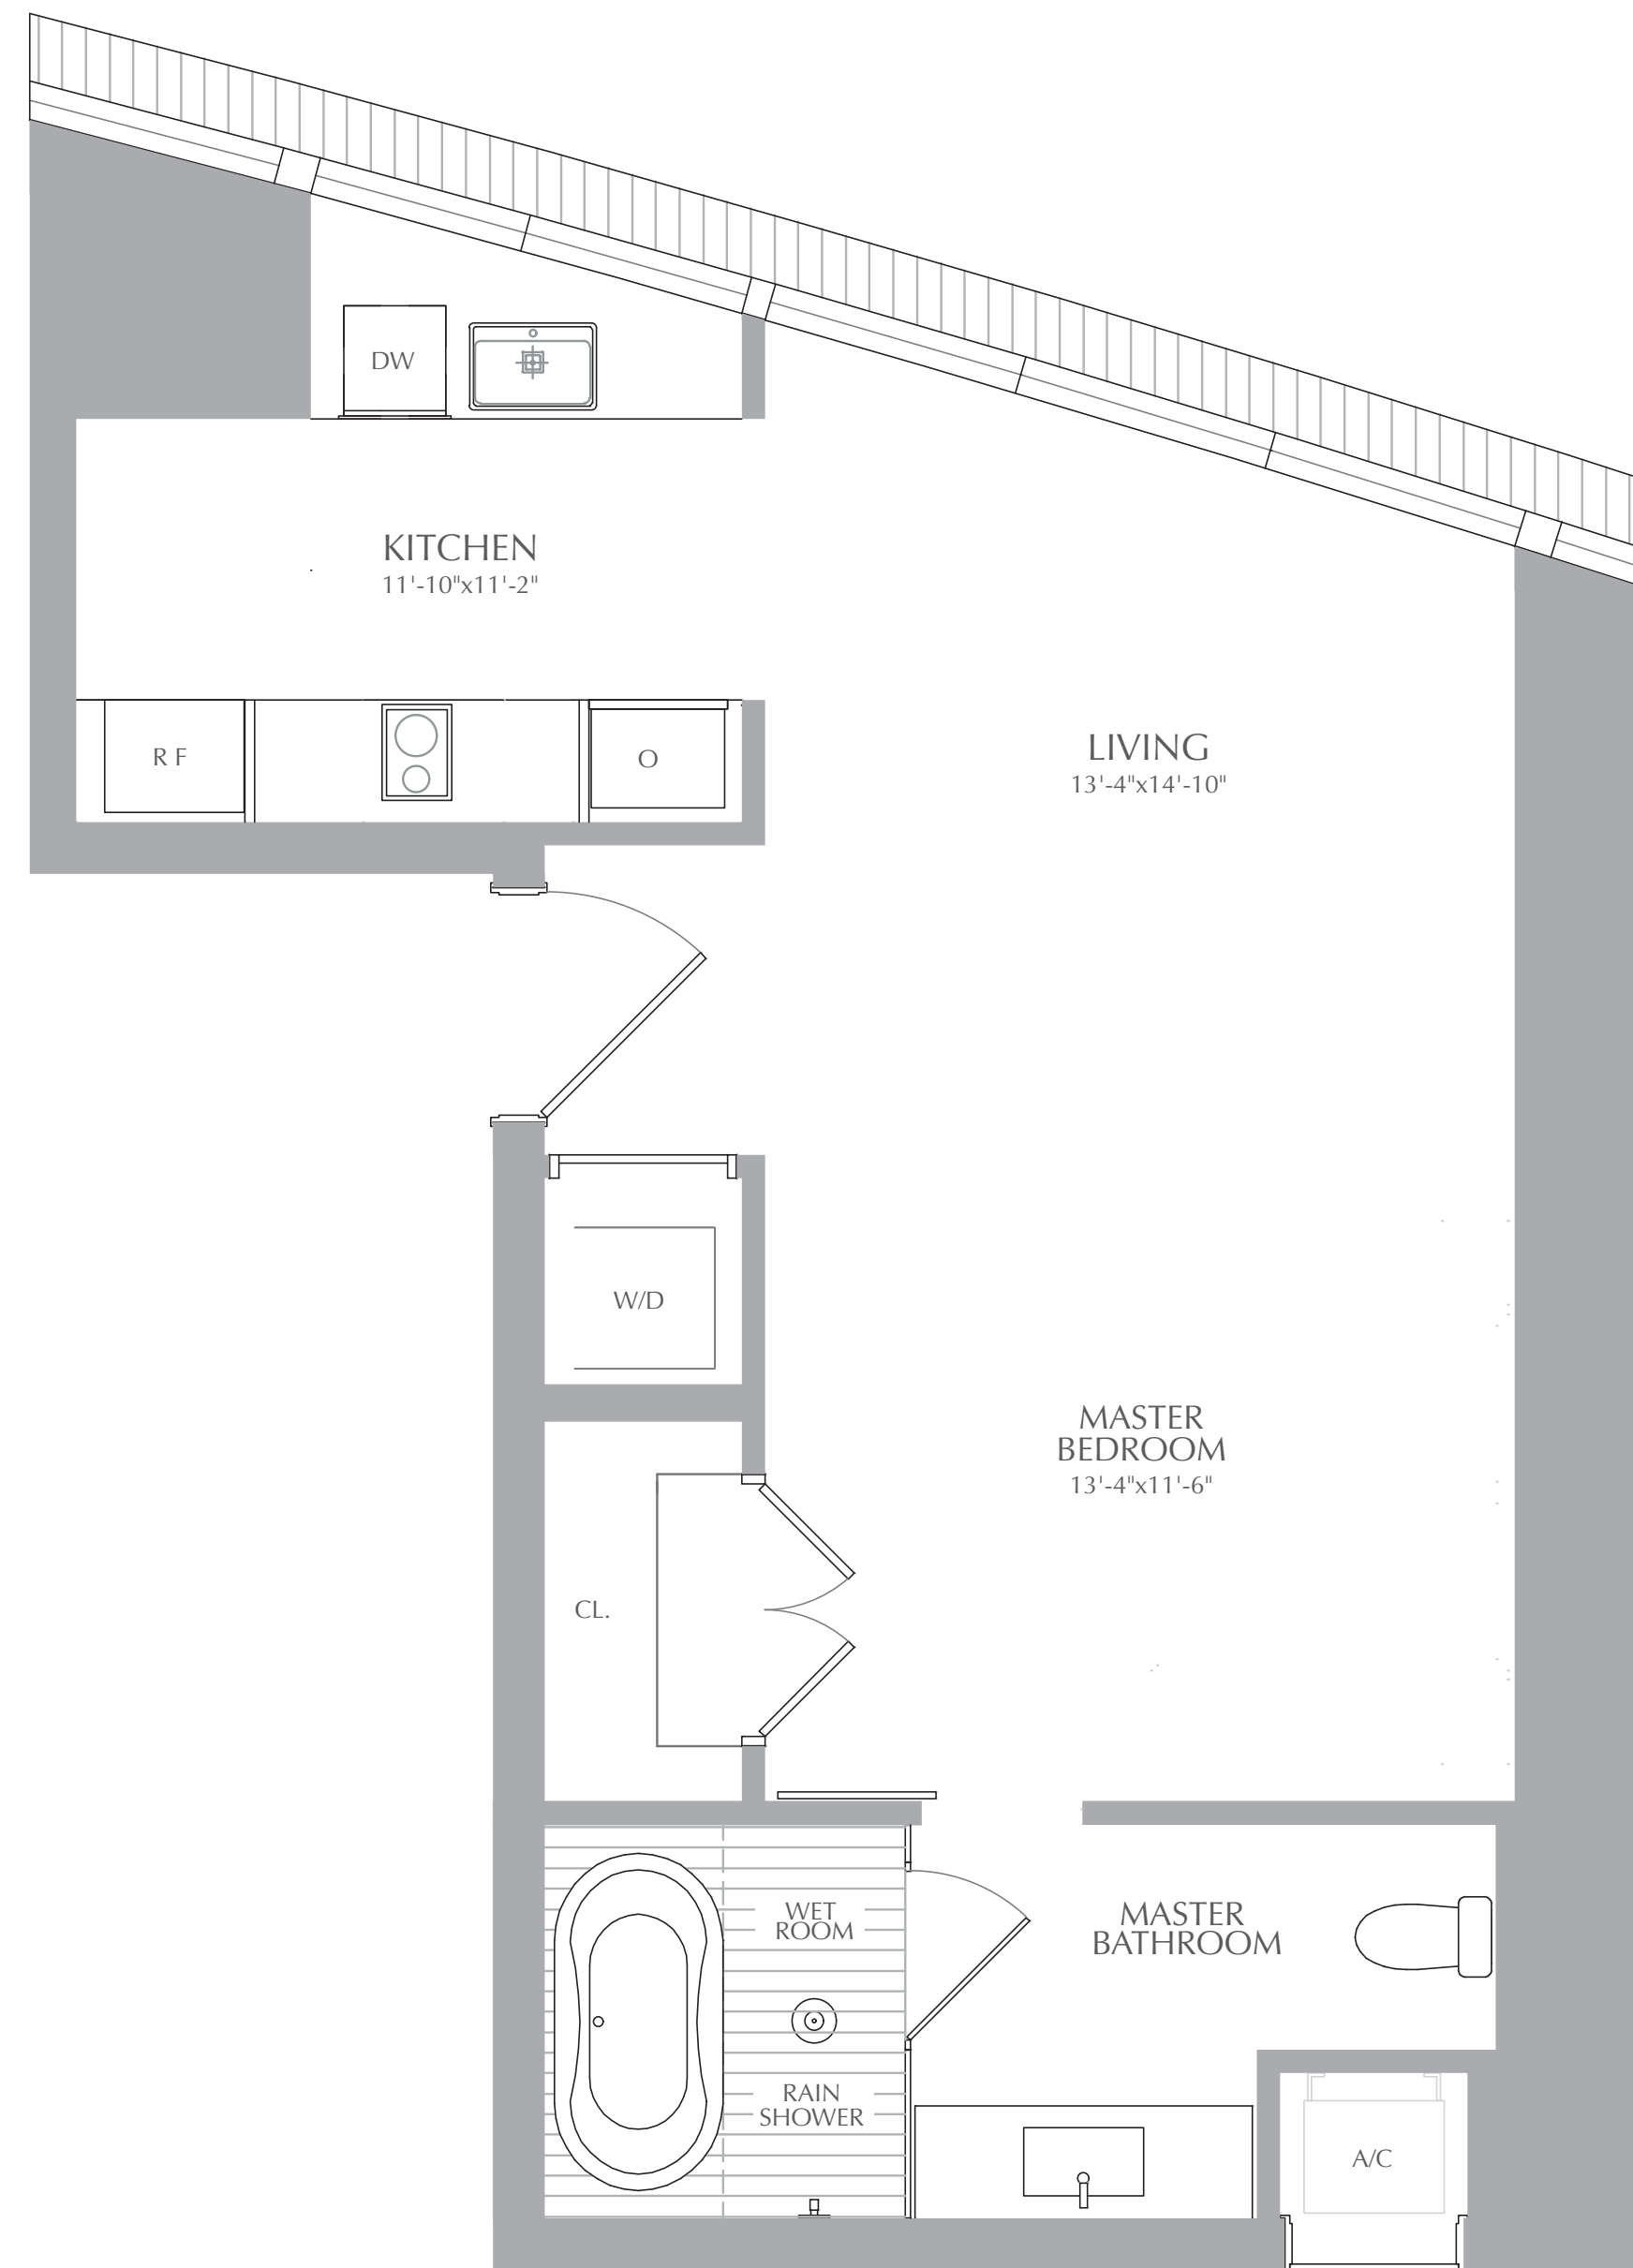 DW
KITCHEN
11'-10"x11'-2"
R F
O
LIVING
13'-4"x14'-10"
W/D
MASTER
BEDROOM
13'-4"x11'-6"
CL.
WET
ROOM
MASTER
BATHROOM
RAIN
SHOWER
A/C